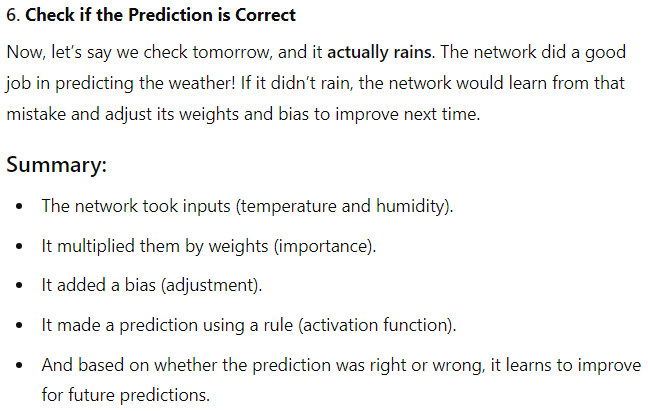 6. Check if the Prediction is Correct
Now, let’s say we check tomorrow, and it actually rains. The network did a good
job in predicting the weather! If it didn’t rain, the network would learn from that
mistake and adjust its weights and bias to improve next time.
Summary:
• The network took inputs (temperature and humidity).
• It multiplied them by weights (importance).
• It added a bias (adjustment).
• It made a prediction using a rule (activation function).
• And based on whether the prediction was right or wrong, it learns to improve
for future predictions.